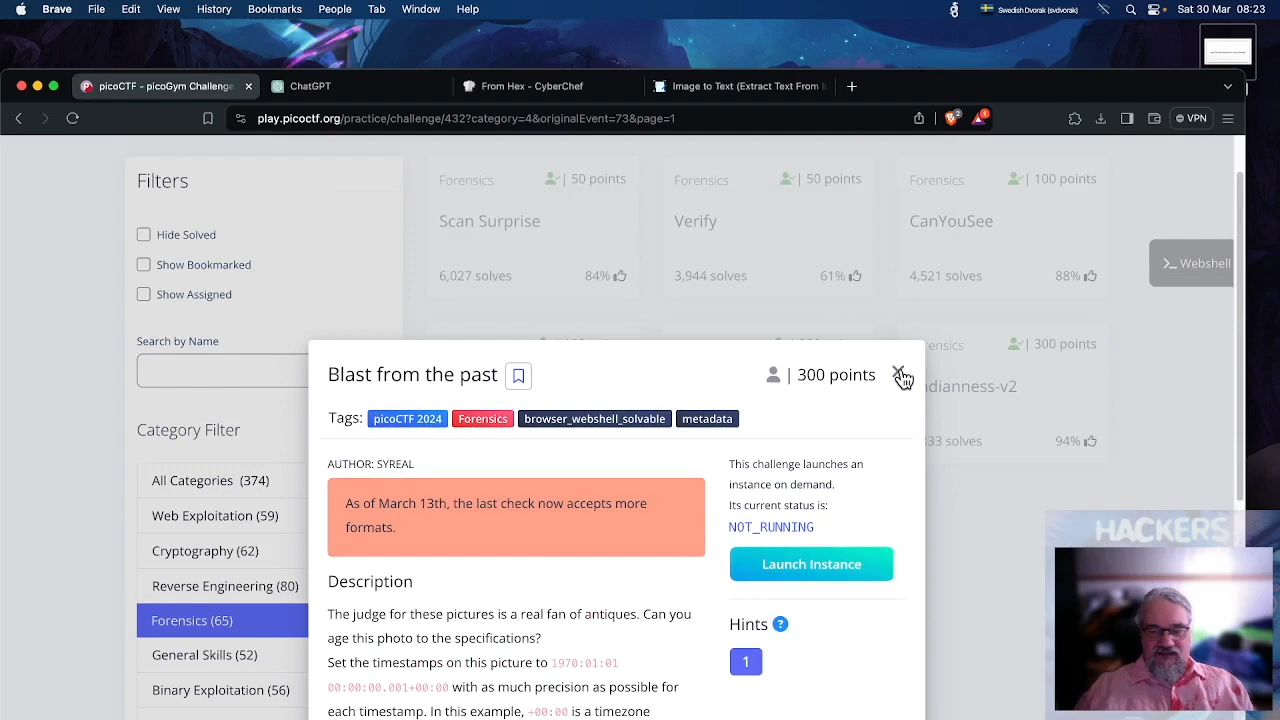 Brave File Edit View History Bookmarks People Tab Window Help Swedish Dvorak (svdvorak) Sat 30 Mar 08:23
picoCTF - picoGym Challenge ChatGPT From Hex - CyberChef Image to Text (Extract Text From I
play.picoctf.org/practice/challenge/432?category=4&originalEvent=73&page=1 2 1 VPN
Filters
Hide Solved
Show Bookmarked
Show Assigned
Search by Name
Category Filter
All Categories (374)
Web Exploitation (59)
Cryptography (62)
Reverse Engineering (80)
Forensics (65)
General Skills (52)
Binary Exploitation (56)
Forensics | 50 points
Scan Surprise
6,027 solves 84%
Forensics | 50 points
Verify
3,944 solves 61%
Forensics | 100 points
CanYouSee
4,521 solves 88%
Webshell
ensics | 300 points
ndianness-v2
33 solves 94%
Blast from the past | 300 points
Tags: picoCTF 2024 Forensics browser_webshell_solvable metadata
AUTHOR: SYREAL
As of March 13th, the last check now accepts more
formats.
Description
The judge for these pictures is a real fan of antiques. Can you
age this photo to the specifications?
Set the timestamps on this picture to 1970:01:01
00:00:00.001+00:00 with as much precision as possible for
each timestamp. In this example, +00:00 is a timezone
This challenge launches an
instance on demand.
Its current status is:
NOT_RUNNING
Launch Instance
Hints ?
1
HACKERS